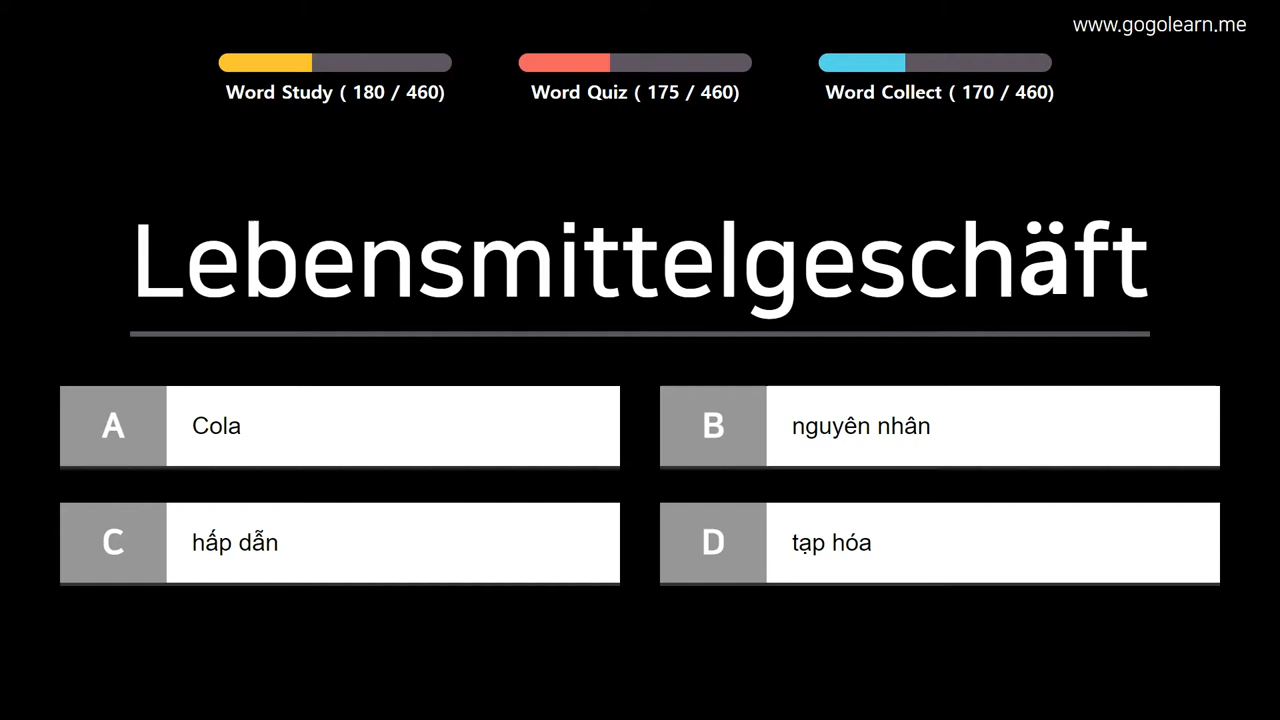 www.gogolearn.me
Word Study ( 180 / 460)
Word Quiz ( 175 / 460)
Word Collect ( 170 / 460)
Lebensmittelgeschäft
A Cola
B nguyên nhân
C hấp dẫn
D tạp hóa